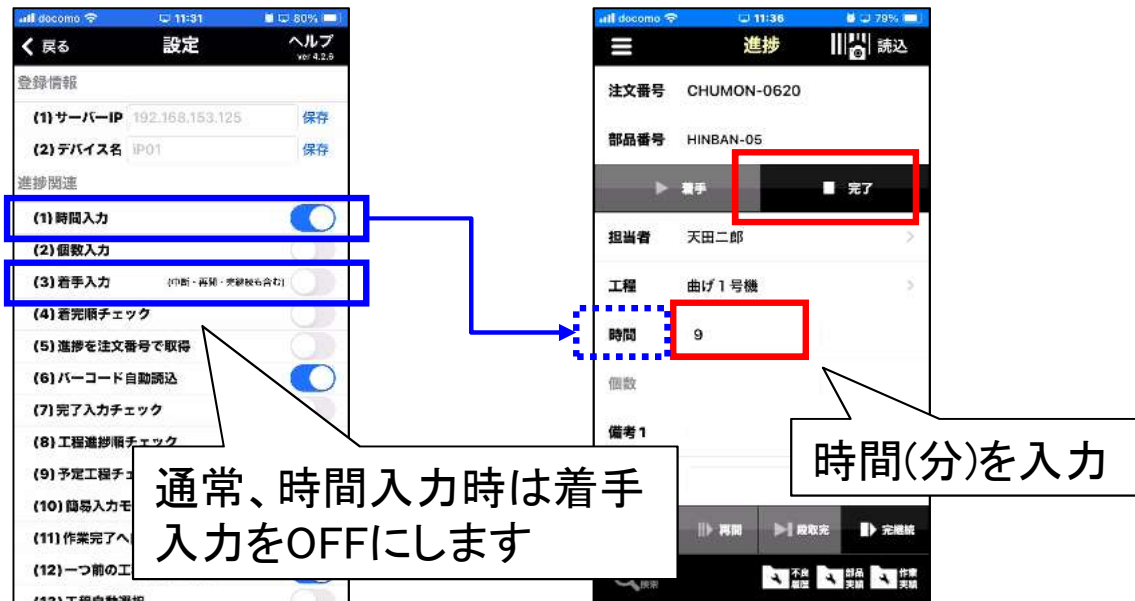 docomo 11:31 80%
戻る 設定 ヘルプ
ver 4.2.6
登録情報
(1)サーバーIP 192.168.153.125 保存
(2)デバイス名 iP01 保存
進捗関連
(1)時間入力
(2)個数入力
(3)着手入力 (中断・再開・完継続も含む)
(4)着完順チェック
(5)進捗を注文番号で取得
(6)バーコード自動読込
(7)完了入力チェック
(8)工程進捗順チェック
(9)予定工程チェ
(10)簡易入力モ
(11)作業完了へ
(12)一つ前の工
通常、時間入力時は着手
入力をOFFにします
docomo 11:36 79%
進捗 読込
注文番号 CHUMON-0620
部品番号 HINBAN-05
着手 完了
担当者 天田二郎
工程 曲げ1号機
時間 9
個数
備考1
時間(分)を入力
再開 段取完 完継続
検索 不良履歴 部品実績 作業実績